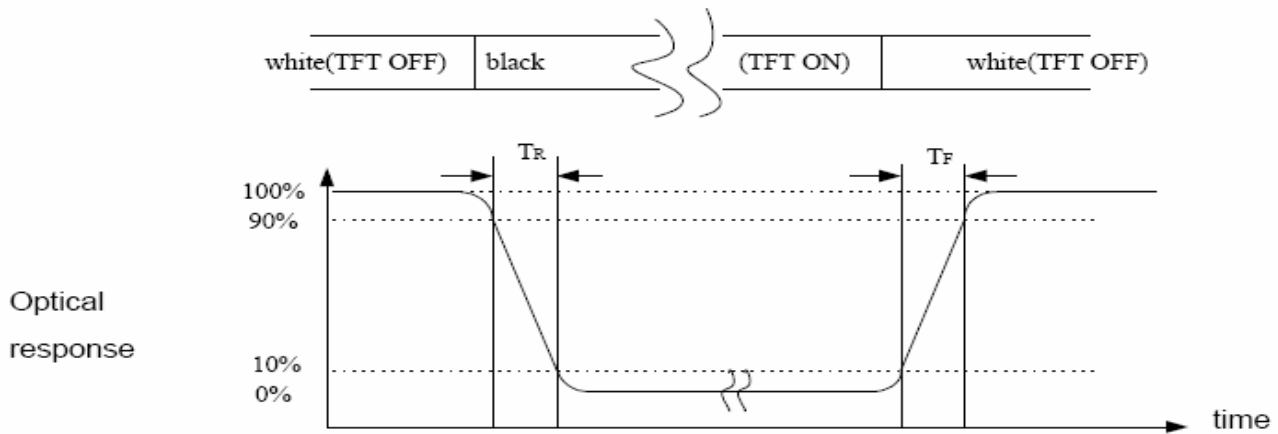 white(TFT OFF) black (TFT ON) white(TFT OFF)
TR TF
100%
90%
Optical
response
10%
0%
time